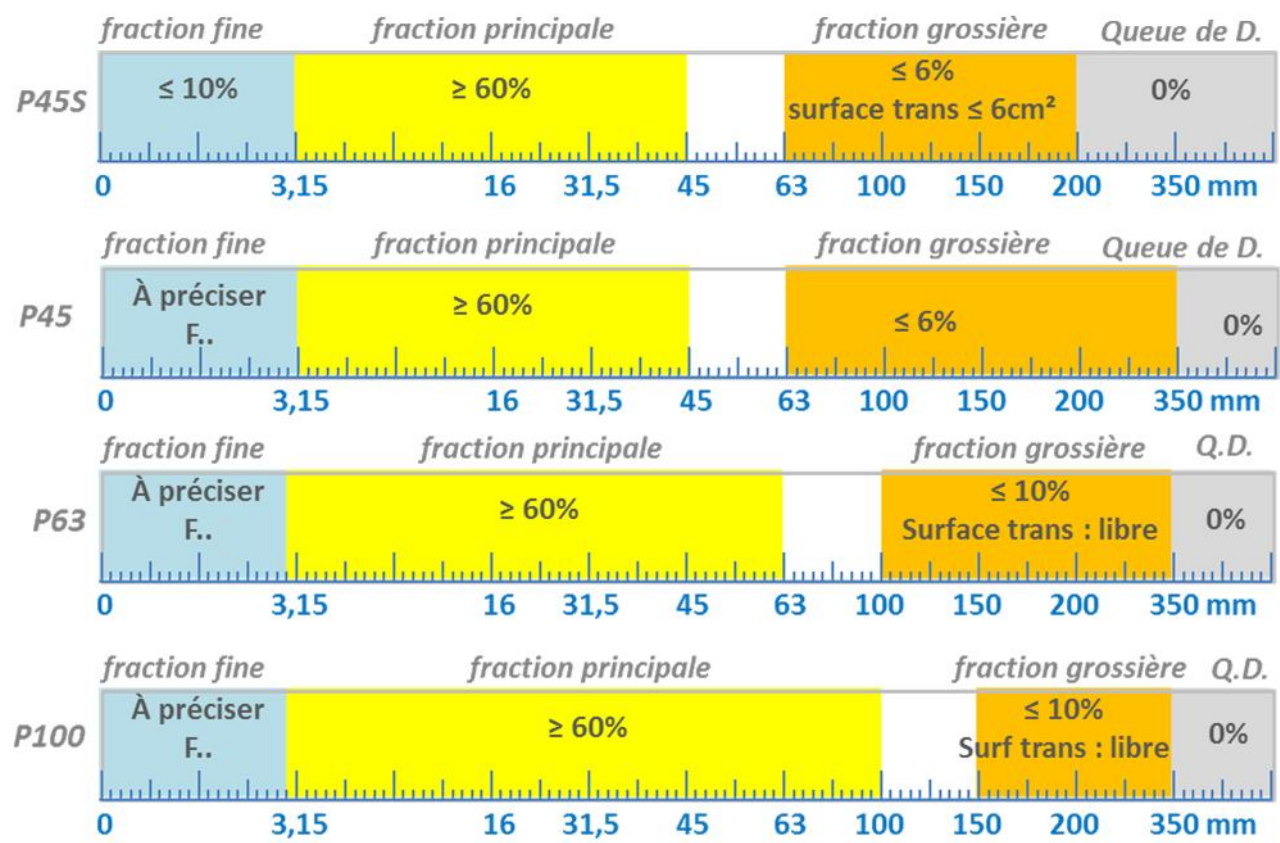 fraction fine fraction principale fraction grossière Queue de D.
P45S ≤ 10% ≥ 60% ≤ 6% 0%
surface trans ≤ 6cm²
0 3,15 16 31,5 45 63 100 150 200 350 mm
fraction fine fraction principale fraction grossière Queue de D.
P45 À préciser ≥ 60% ≤ 6% 0%
F..
0 3,15 16 31,5 45 63 100 150 200 350 mm
fraction fine fraction principale fraction grossière Q.D.
P63 À préciser ≥ 60% ≤ 10% 0%
F.. Surface trans : libre
0 3,15 16 31,5 45 63 100 150 200 350 mm
fraction fine fraction principale fraction grossière Q.D.
P100 À préciser ≥ 60% ≤ 10% 0%
F.. Surf trans : libre
0 3,15 16 31,5 45 63 100 150 200 350 mm